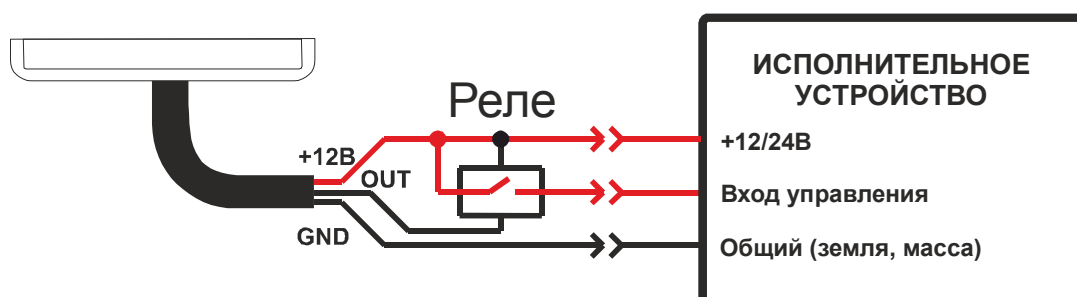 ИСПОЛНИТЕЛЬНОЕ
УСТРОЙСТВО
Реле
+12/24В
+12В
OUT
Вход управления
GND
Общий (земля, масса)